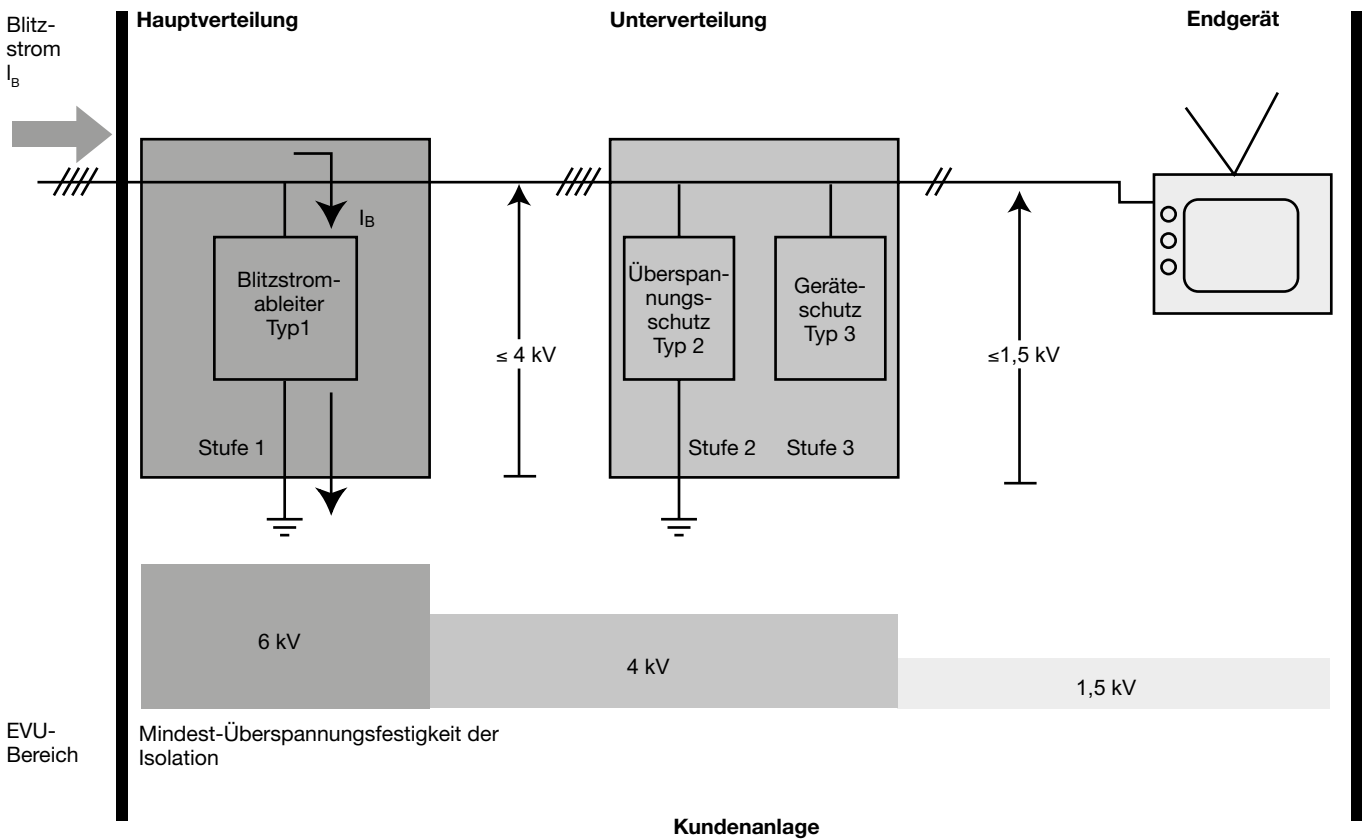 Blitz-
strom
I_B
Hauptverteilung
Unterverteilung
Endgerät
I_B
Blitzstrom-
ableiter
Typ1
Stufe 1
≤ 4 kV
Überspan-
nungs-
schutz
Typ 2
Geräte-
schutz
Typ 3
Stufe 2
Stufe 3
≤1,5 kV
6 kV
4 kV
1,5 kV
EVU-
Bereich
Mindest-Überspannungsfestigkeit der
Isolation
Kundenanlage